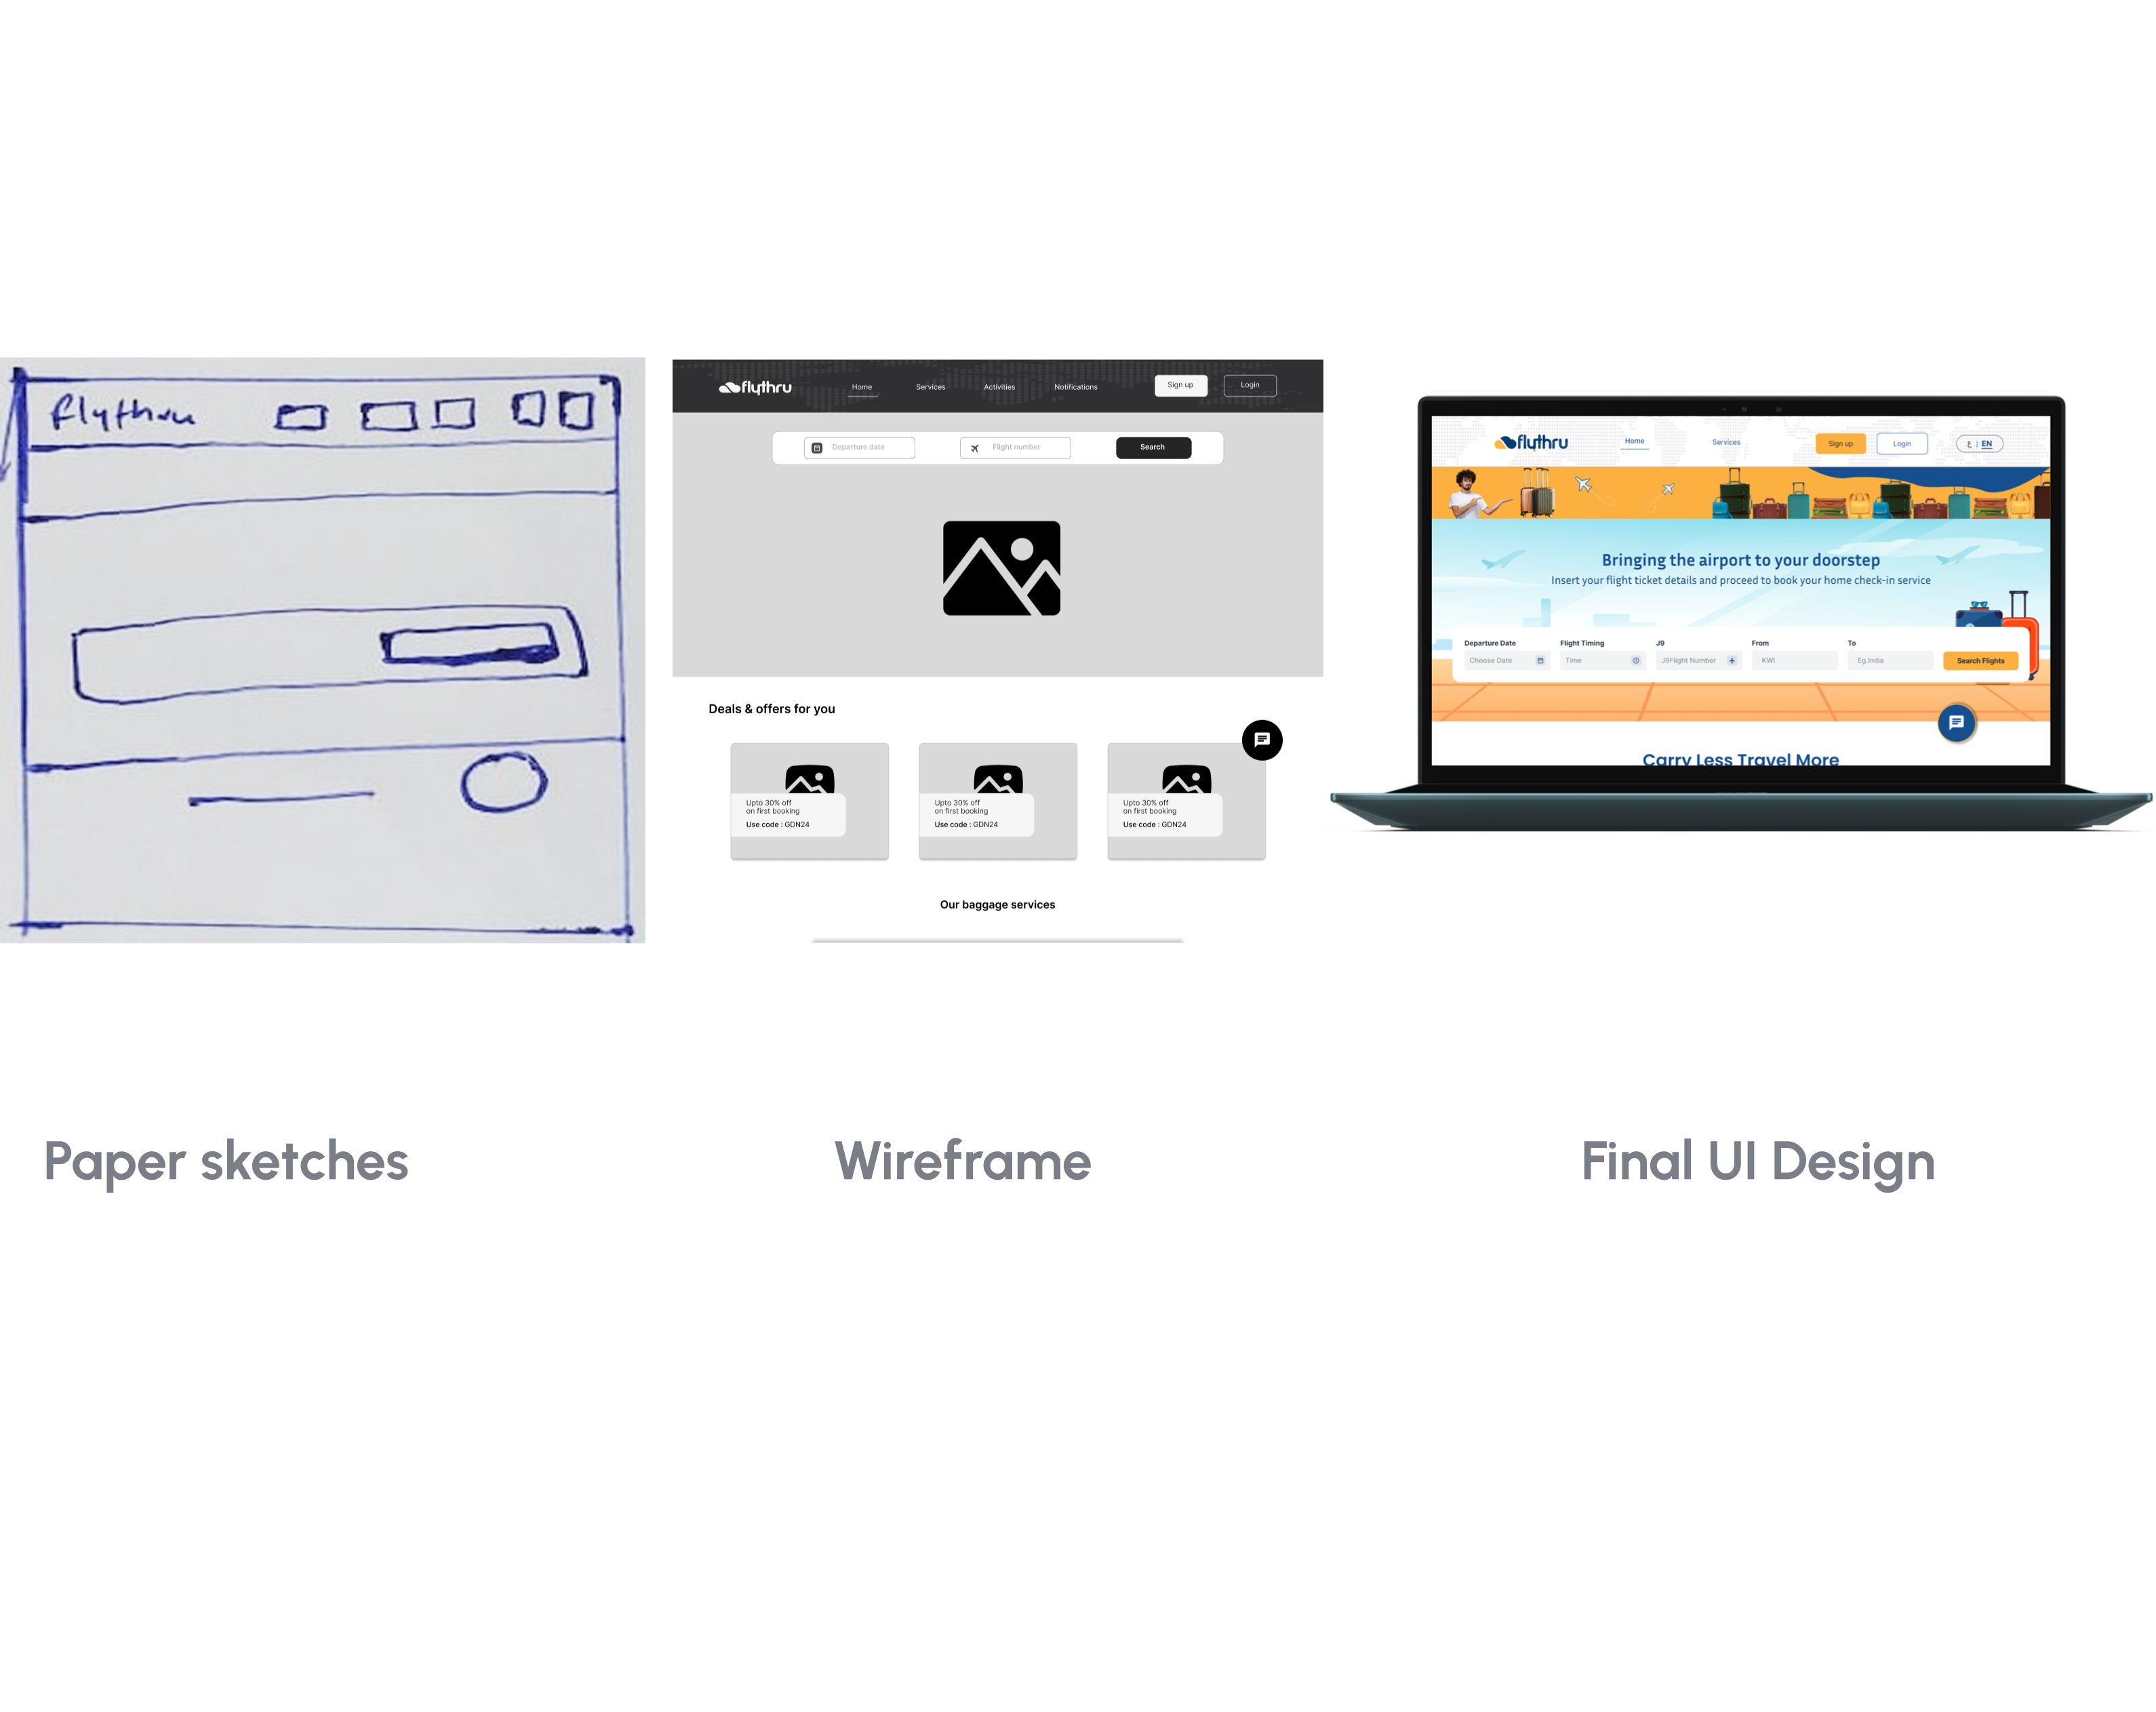 flythru
flythru
Home
Services
Activities
Notifications
Sign up
Login
Departure date
Flight number
Search
Deals & offers for you
Upto 30% off
on first booking
Use code : GDN24
Upto 30% off
on first booking
Use code : GDN24
Upto 30% off
on first booking
Use code : GDN24
Our baggage services
flythru
Home
Services
Sign up
Login
ع | EN
Bringing the airport to your doorstep
Insert your flight ticket details and proceed to book your home check-in service
Departure Date
Flight Timing
J9
From
To
Choose Date
Time
J9Flight Number
KWI
Eg.India
Search Flights
Carry Less Travel More
Paper sketches
Wireframe
Final UI Design